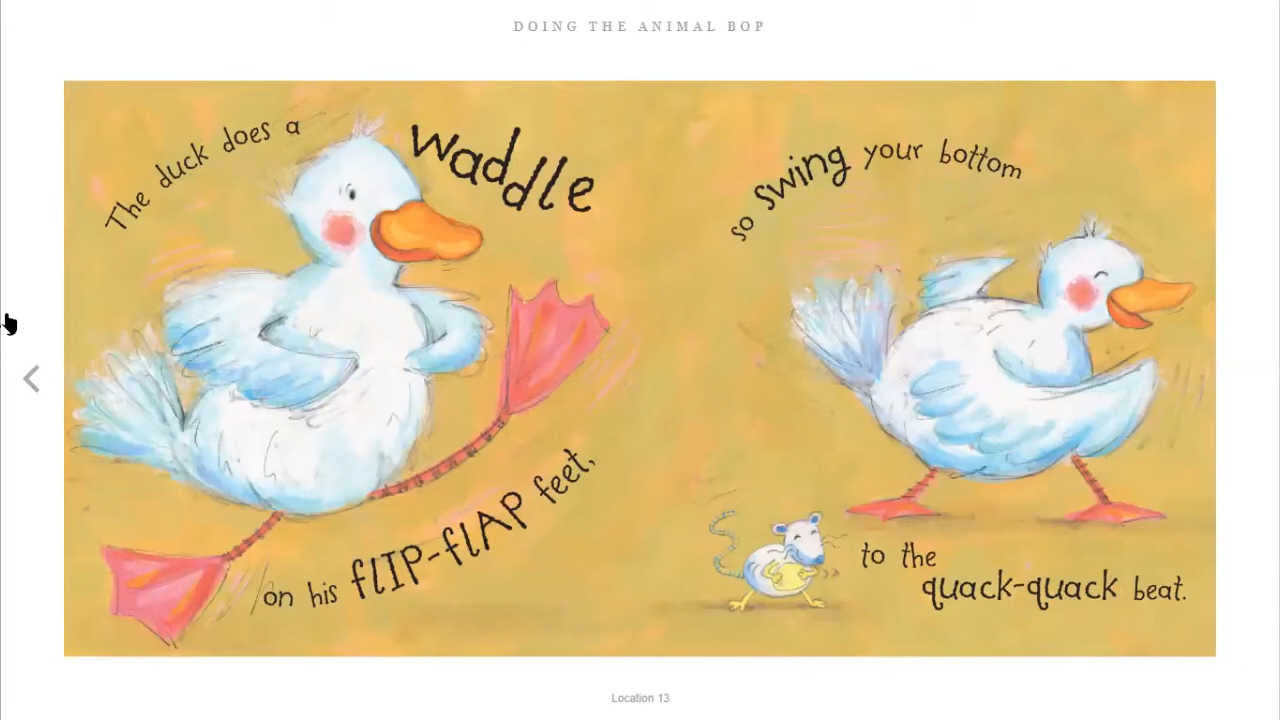 DOING THE ANIMAL BOP
The duck does a
waddle
on his flIP-flAP feet,
so swing your bottom
to the
quack-quack beat.
Location 13